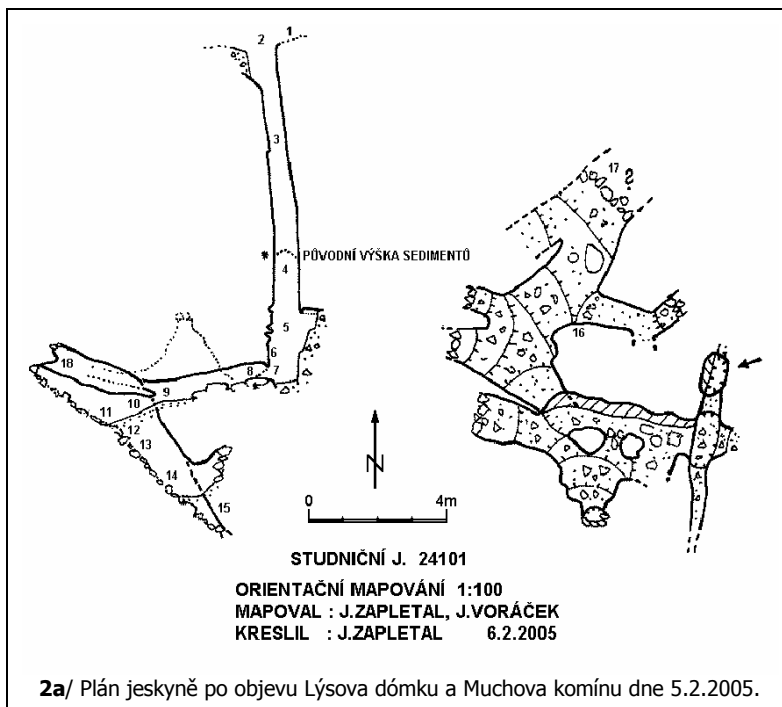 1
2
3
* PŮVODNÍ VÝŠKA SEDIMENTŮ
4
5
6
7
8
9
10
11
12
13
14
15
18
17 ?
16
N
0 4m
STUDNIČNÍ J. 24101
ORIENTAČNÍ MAPOVÁNÍ 1:100
MAPOVAL : J.ZAPLETAL, J.VORÁČEK
KRESLIL : J.ZAPLETAL 6.2.2005
2a/ Plán jeskyně po objevu Lýsova dómku a Muchova komínu dne 5.2.2005.